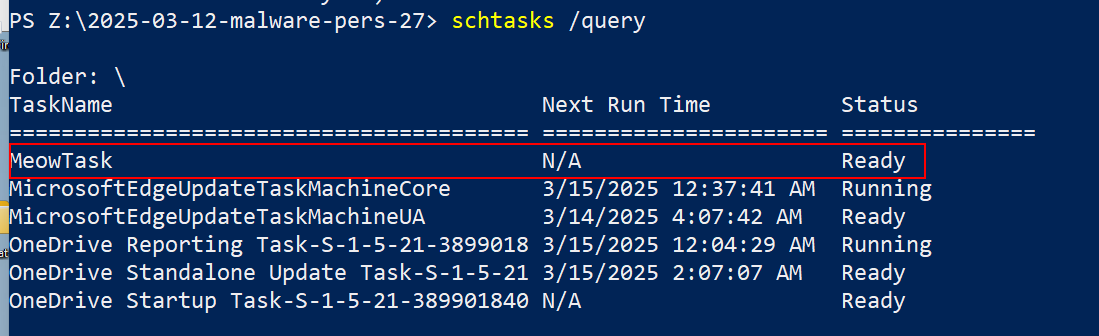 PS Z:\2025-03-12-malware-pers-27> schtasks /query
Folder: \
TaskName                                 Next Run Time          Status
======================================== ====================== ===============
MeowTask                                 N/A                    Ready
MicrosoftEdgeUpdateTaskMachineCore       3/15/2025 12:37:41 AM  Running
MicrosoftEdgeUpdateTaskMachineUA         3/14/2025 4:07:42 AM   Ready
OneDrive Reporting Task-S-1-5-21-3899018 3/15/2025 12:04:29 AM  Running
OneDrive Standalone Update Task-S-1-5-21 3/15/2025 2:07:07 AM   Ready
OneDrive Startup Task-S-1-5-21-389901840 N/A                    Ready